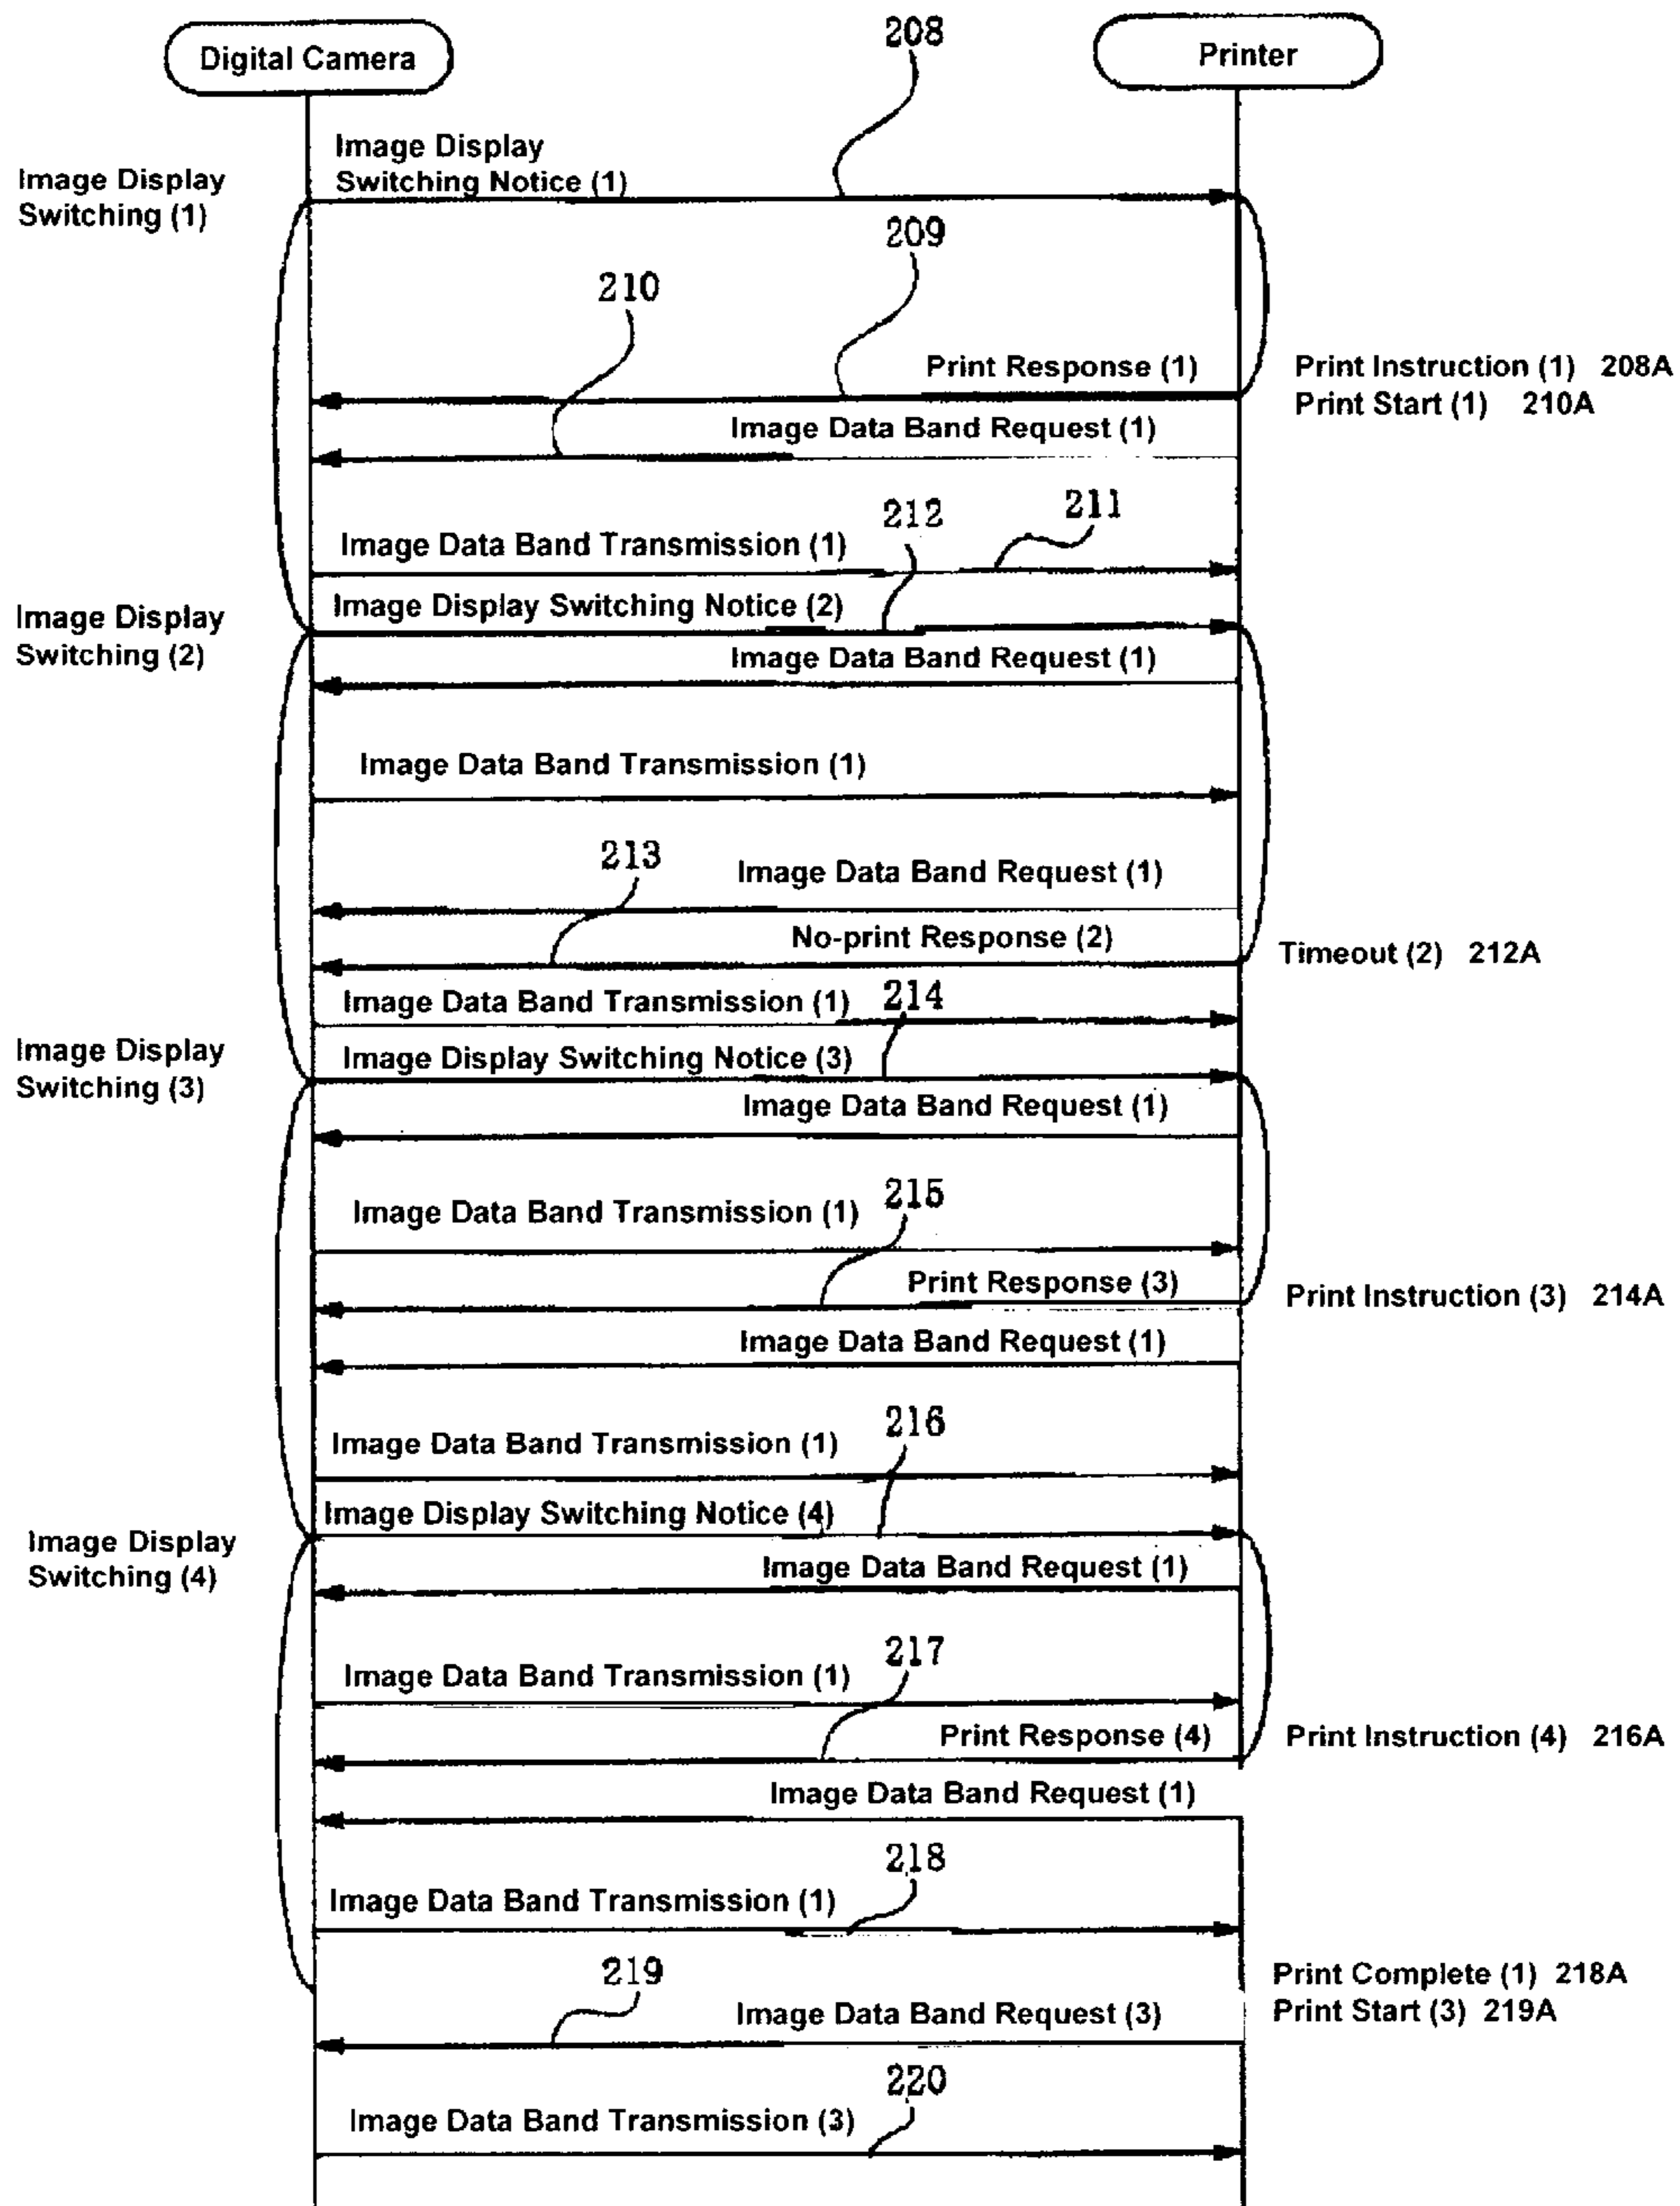 Digital Camera
Printer
208
Image Display
Switching (1)
Image Display
Switching Notice (1)
209
210
Print Response (1)
Print Instruction (1) 208A
Print Start (1) 210A
Image Data Band Request (1)
212
211
Image Data Band Transmission (1)
Image Display
Switching (2)
Image Display Switching Notice (2)
Image Data Band Request (1)
Image Data Band Transmission (1)
213
Image Data Band Request (1)
No-print Response (2)
Timeout (2) 212A
Image Data Band Transmission (1)
214
Image Display
Switching (3)
Image Display Switching Notice (3)
Image Data Band Request (1)
215
Image Data Band Transmission (1)
Print Response (3)
Print Instruction (3) 214A
Image Data Band Request (1)
216
Image Data Band Transmission (1)
Image Display
Switching (4)
Image Display Switching Notice (4)
Image Data Band Request (1)
217
Image Data Band Transmission (1)
Print Response (4)
Print Instruction (4) 216A
Image Data Band Request (1)
218
Image Data Band Transmission (1)
219
Print Complete (1) 218A
Print Start (3) 219A
Image Data Band Request (3)
220
Image Data Band Transmission (3)